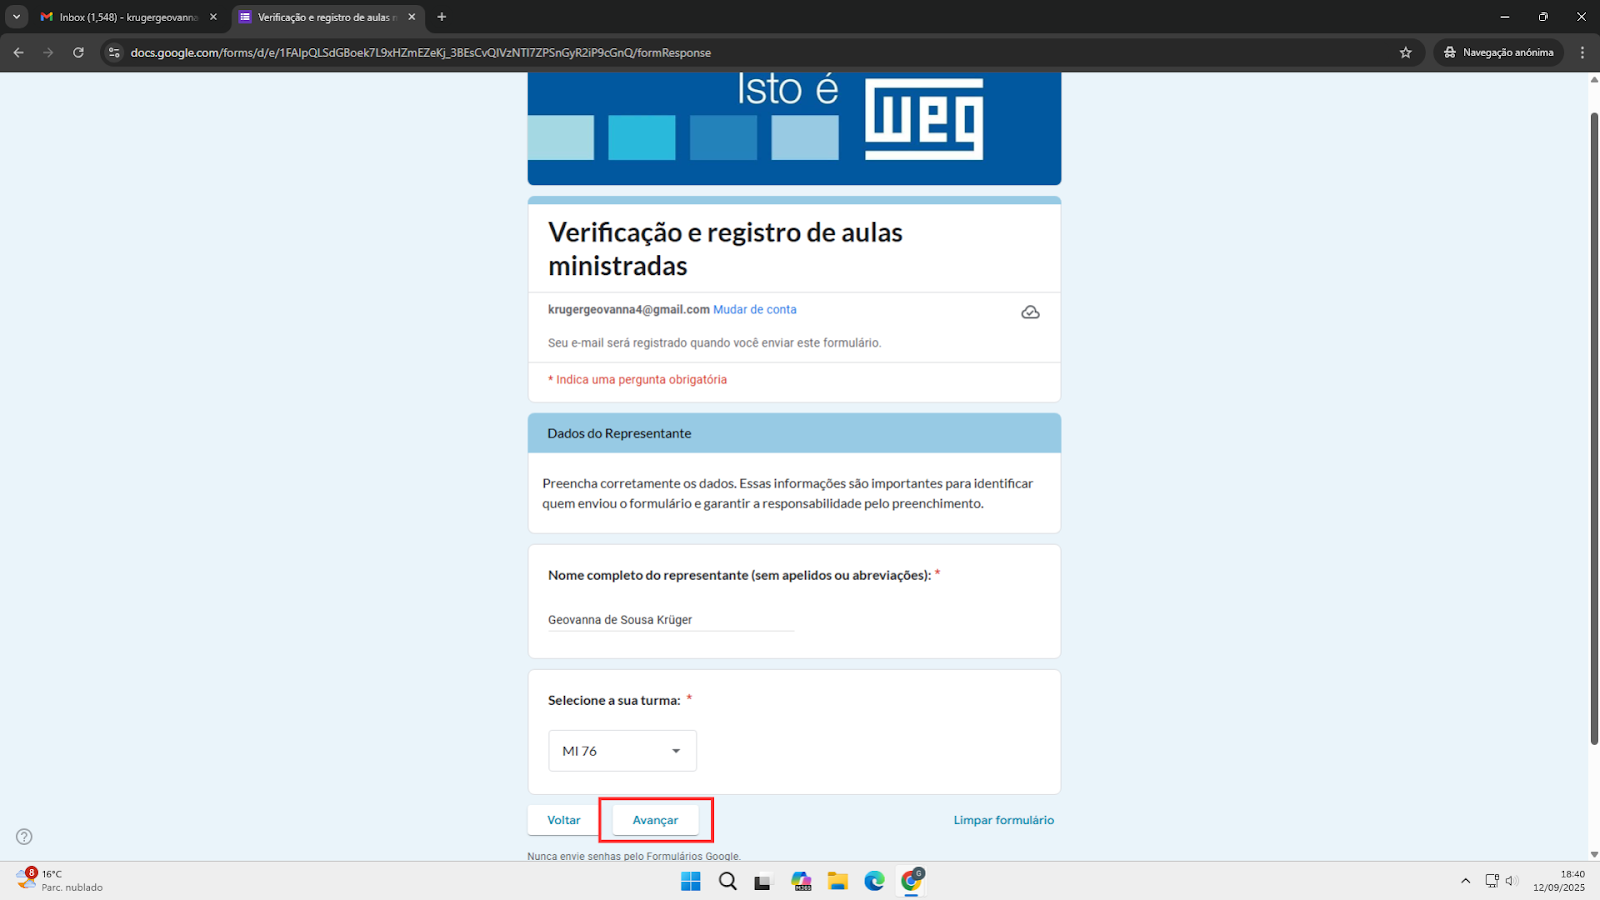 Inbox (1,548) - krugergeovanna
Verificação e registro de aulas n
docs.google.com/forms/d/e/1FAIpQLSdGBoek7L9xHZmEZeKj_3BEsCvQIVzNTl7ZPSnGyR2iP9cGnQ/formResponse
Navegação anónima
Isto é
weg
Verificação e registro de aulas
ministradas
krugergeovanna4@gmail.com Mudar de conta
Seu e-mail será registrado quando você enviar este formulário.
* Indica uma pergunta obrigatória
Dados do Representante
Preencha corretamente os dados. Essas informações são importantes para identificar
quem enviou o formulário e garantir a responsabilidade pelo preenchimento.
Nome completo do representante (sem apelidos ou abreviações): *
Geovanna de Sousa Krüger
Selecione a sua turma: *
MI 76
Voltar
Avançar
Limpar formulário
Nunca envie senhas pelo Formulários Google.
8
16°C
Parc. nublado
M365
G
18:40
12/09/2025